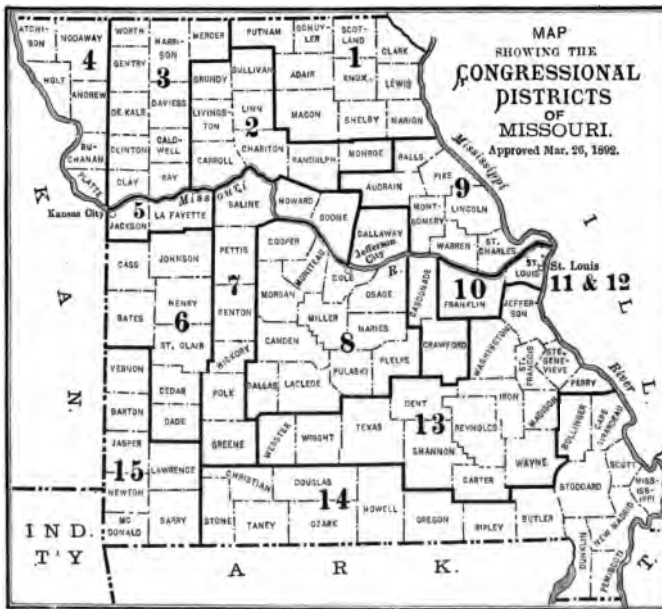 MAP
SHOWING THE
CONGRESSIONAL
DISTRICTS
OF
MISSOURI.
Approved Mar. 26, 1892.
ATCHI-
SON
NODAWAY
4
HOLT
ANDREW
BU-
CHANAN
PLATTE
WORTH
HARRI-
SON
3
MERCER
GENTRY
GRUNDY
DE KALB
DAVIESS
LIVINGS-
TON
CLINTON
CALD-
WELL
CARROLL
CLAY
RAY
PUTNAM
SCHUY-
LER
SCOT-
LAND
1
CLARK
SULLIVAN
ADAIR
KNOX
LEWIS
LINN
2
MACON
SHELBY
MARION
CHARITON
RANDOLPH
MONROE
RALLS
Mississippi
Missouri
Kansas City
5
JACKSON
LA FAYETTE
SALINE
HOWARD
BOONE
AUDRAIN
PIKE
9
MONT-
GOMERY
LINCOLN
CALLAWAY
WARREN
ST.
CHARLES
ST.
LOUIS
St. Louis
11 & 12
Jefferson
City
R.
CASS
JOHNSON
PETTIS
COOPER
MONITEAU
COLE
OSAGE
GASCONADE
10
FRANKLIN
JEFFER-
SON
7
HENRY
6
BATES
BENTON
MORGAN
MILLER
MARIES
8
ST. CLAIR
HICKORY
CAMDEN
PULASKI
PHELPS
CRAWFORD
WASHINGTON
ST.
FRANCOIS
STE.
GENE-
VIEVE
River
PERRY
VERNON
CEDAR
POLK
DALLAS
LACLEDE
DENT
IRON
MADISON
BARTON
DADE
GREENE
WEBSTER
WRIGHT
TEXAS
13
REYNOLDS
BOLLINGER
CAPE
GIRARDEAU
JASPER
SHANNON
WAYNE
15
LAWRENCE
CHRISTIAN
DOUGLAS
14
HOWELL
CARTER
STODDARD
SCOTT
MISS-
ISS-
IPPI
NEWTON
MC
DONALD
BARRY
STONE
TANEY
OZARK
OREGON
RIPLEY
BUTLER
NEW MADRID
DUNKLIN
PEMISCOT
K A N.
I L L.
IND.
T'Y
A R K.
T.